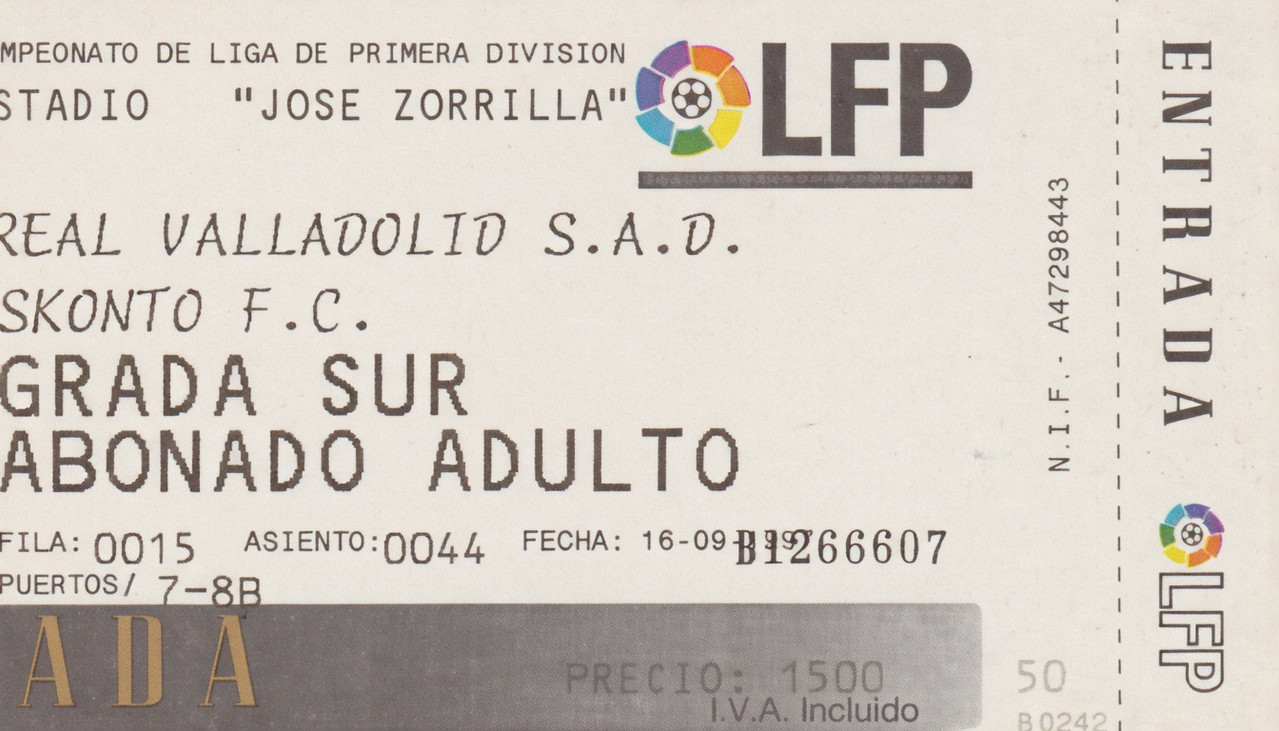 MPEONATO DE LIGA DE PRIMERA DIVISION
STADIO "JOSE ZORRILLA"
LFP
REAL VALLADOLID S.A.D.
SKONTO F.C.
GRADA SUR
ABONADO ADULTO
FILA: 0015 ASIENTO: 0044 FECHA: 16-09-1997 B1266607
PUERTOS/ 7-8B
ADA
PRECIO: 1500
I.V.A. Incluido
50
B0242
N.I.F.- A47298443
ENTRADA
LFP